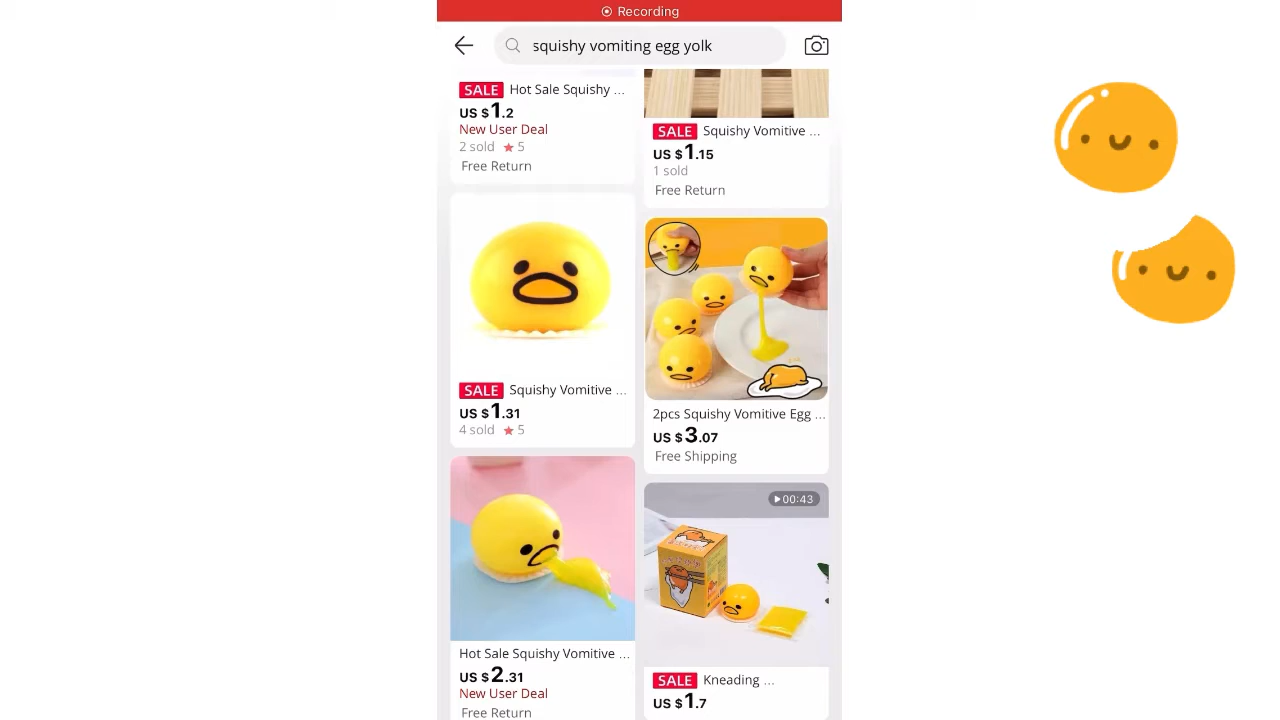 Recording
squishy vomiting egg yolk
SALE Hot Sale Squishy ...
US $1.2
New User Deal
2 sold ★ 5
Free Return
SALE Squishy Vomitive ...
US $1.15
1 sold
Free Return
SALE Squishy Vomitive ...
US $1.31
4 sold ★ 5
2pcs Squishy Vomitive Egg ...
US $3.07
Free Shipping
Hot Sale Squishy Vomitive ...
US $2.31
New User Deal
Free Return
00:43
SALE Kneading ...
US $1.7